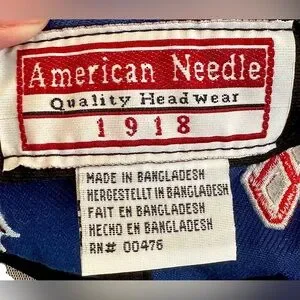 American Needle
Quality Headwear
1918
MADE IN BANGLADESH
HERGESTELLT IN BANGLADESH
FAIT EN BANGLADESH
HECHO EN BANGLADESH
RN# 00476